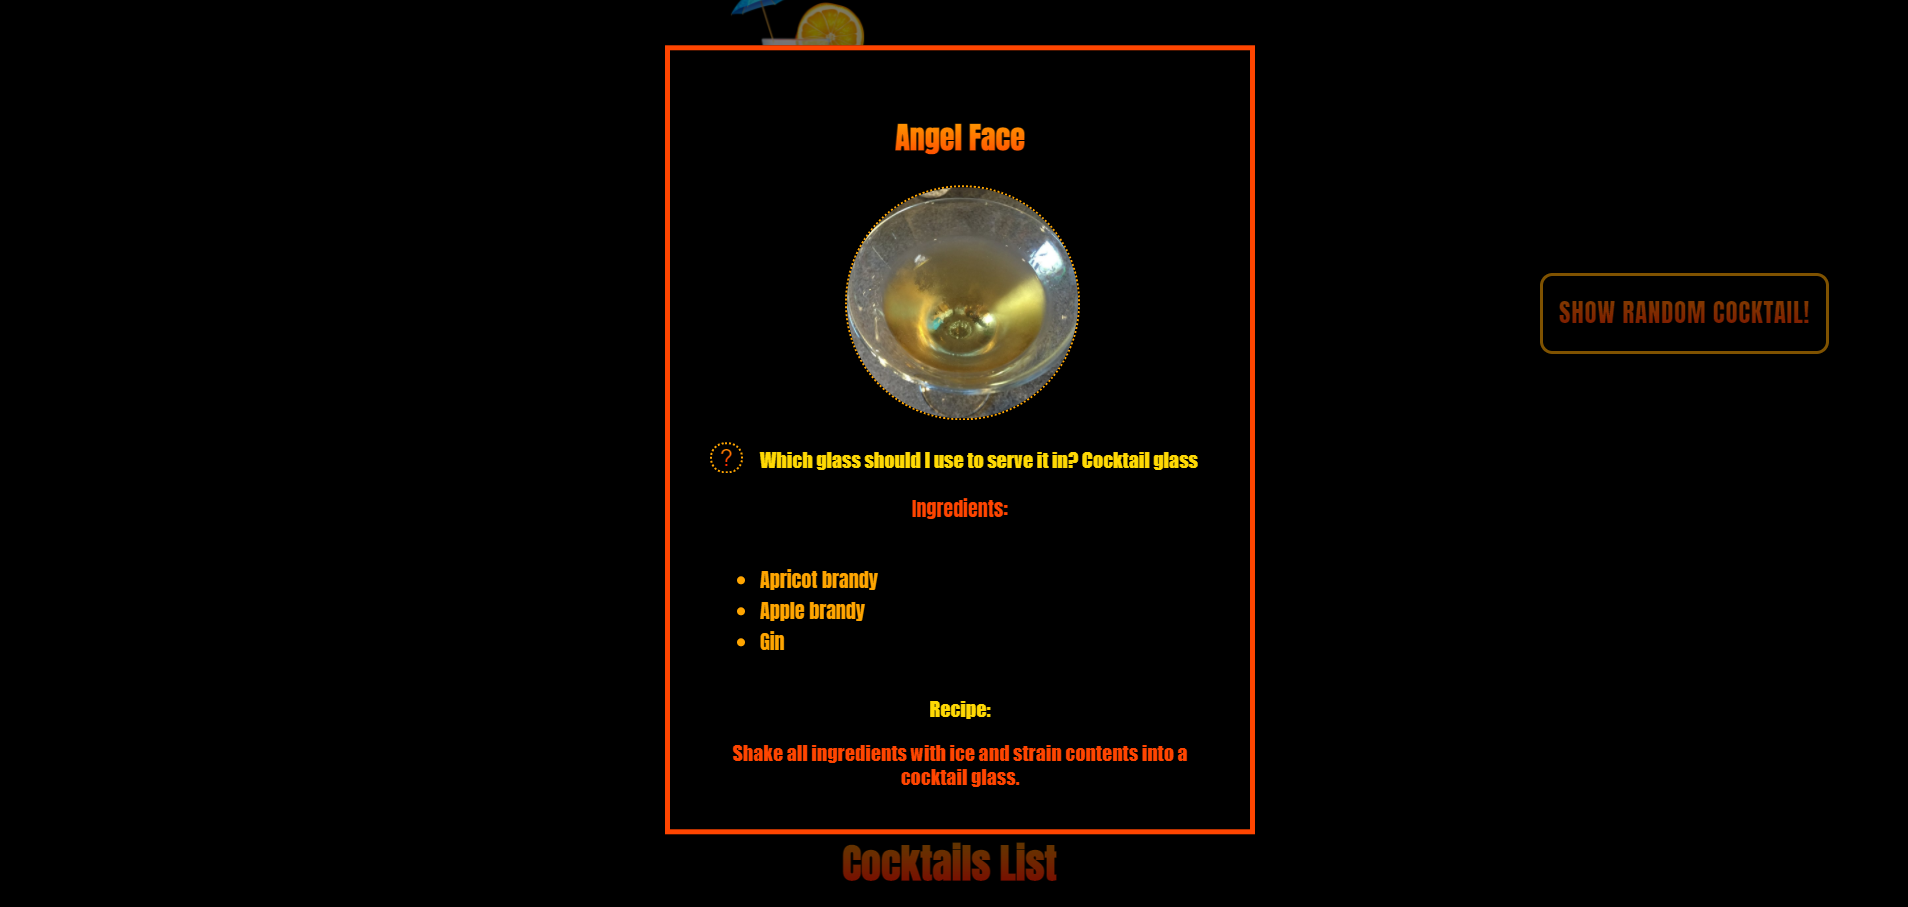 Angel Face
SHOW RANDOM COCKTAIL!
?
Which glass should I use to serve it in? Cocktail glass
Ingredients:
Apricot brandy
Apple brandy
Gin
Recipe:
Shake all ingredients with ice and strain contents into a
cocktail glass.
Cocktails List